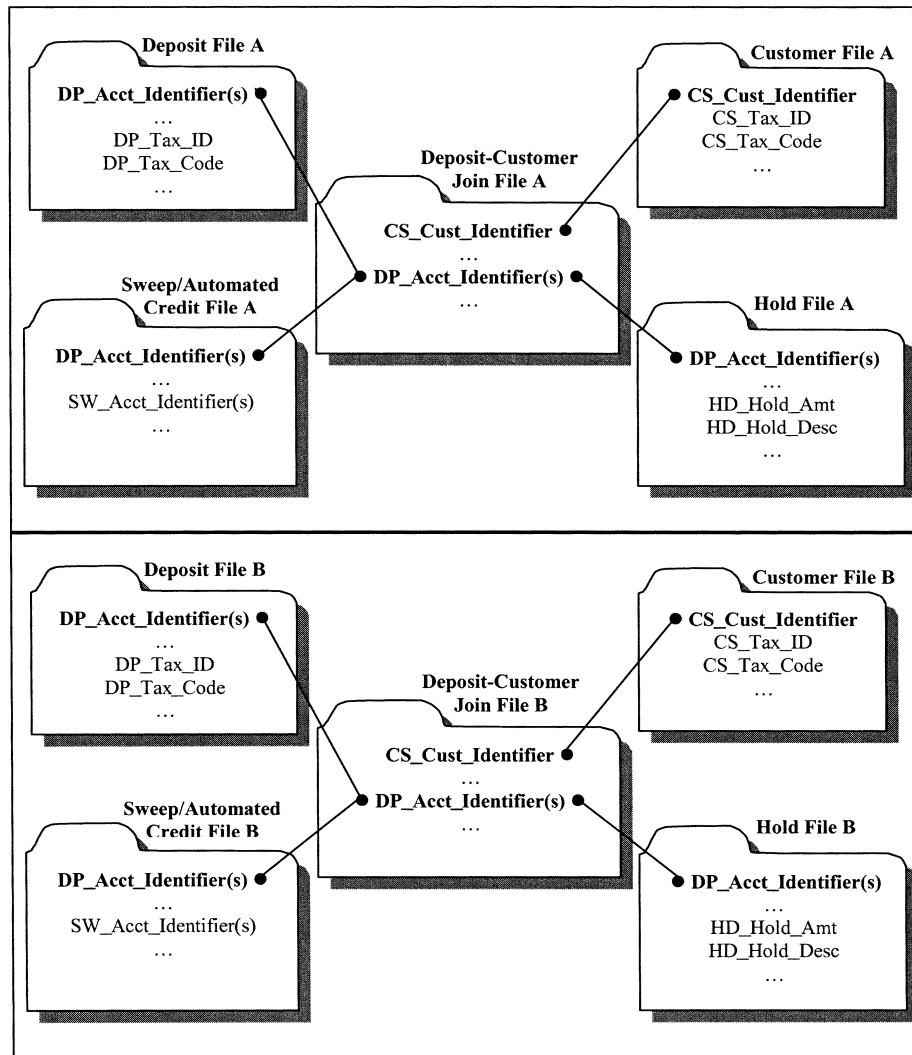 Deposit File A
DP_Acct_Identifier(s)
…
DP_Tax_ID
DP_Tax_Code
…
Customer File A
CS_Cust_Identifier
CS_Tax_ID
CS_Tax_Code
…
Deposit-Customer
Join File A
CS_Cust_Identifier
…
DP_Acct_Identifier(s)
…
Sweep/Automated
Credit File A
DP_Acct_Identifier(s)
…
SW_Acct_Identifier(s)
…
Hold File A
DP_Acct_Identifier(s)
…
HD_Hold_Amt
HD_Hold_Desc
…
Deposit File B
DP_Acct_Identifier(s)
…
DP_Tax_ID
DP_Tax_Code
…
Customer File B
CS_Cust_Identifier
CS_Tax_ID
CS_Tax_Code
…
Deposit-Customer
Join File B
CS_Cust_Identifier
…
DP_Acct_Identifier(s)
…
Sweep/Automated
Credit File B
DP_Acct_Identifier(s)
…
SW_Acct_Identifier(s)
…
Hold File B
DP_Acct_Identifier(s)
…
HD_Hold_Amt
HD_Hold_Desc
…